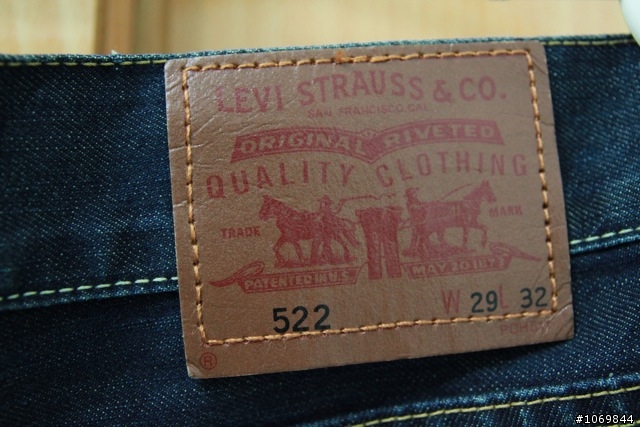 LEVI STRAUSS & CO.
SAN FRANCISCO CAL.
ORIGINAL RIVETED
QUALITY CLOTHING
TRADE MARK
PATENTED IN U.S. MAY 20 1873
522 W 29 L 32
®
#1069844